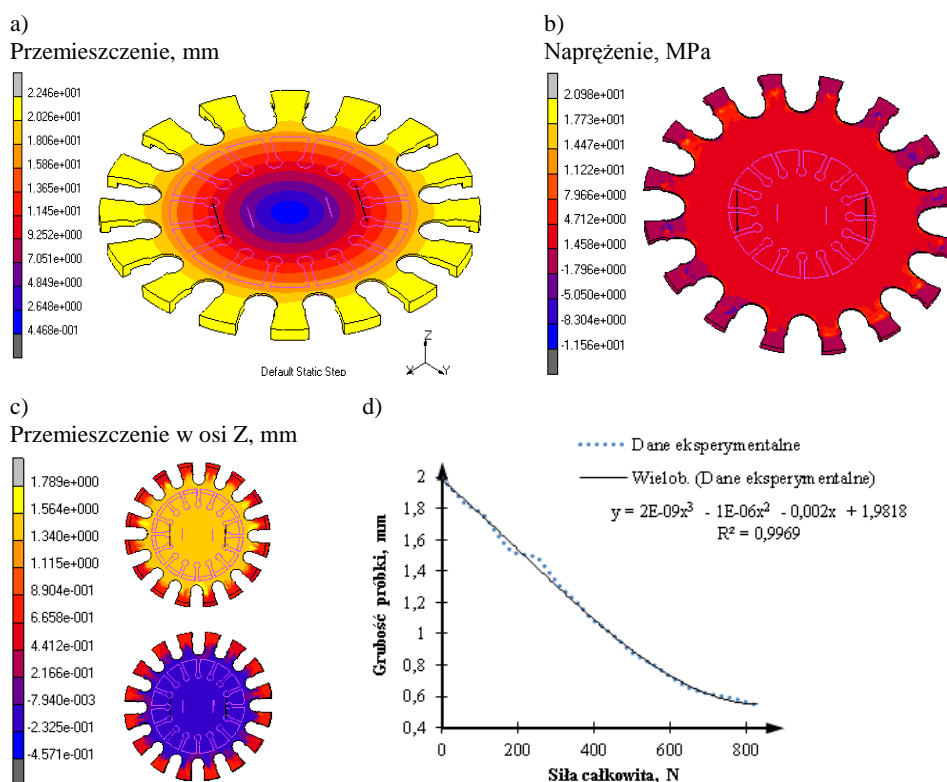 a)
Przemieszczenie, mm
2.246e+001
2.026e+001
1.806e+001
1.586e+001
1.365e+001
1.145e+001
9.252e+000
7.051e+000
4.849e+000
2.648e+000
4.468e-001
Default Static Step
Z
X
Y
b)
Naprężenie, MPa
2.098e+001
1.773e+001
1.447e+001
1.122e+001
7.966e+000
4.712e+000
1.458e+000
-1.796e+000
-5.050e+000
-8.304e+000
-1.156e+001
c)
Przemieszczenie w osi Z, mm
1.789e+000
1.564e+000
1.340e+000
1.115e+000
8.904e-001
6.658e-001
4.412e-001
2.166e-001
-7.940e-003
-2.325e-001
-4.571e-001
d)
Dane eksperymentalne
Wielob. (Dane eksperymentalne)
y = 2E-09x³ - 1E-06x² - 0,002x + 1,9818
R² = 0,9969
Grubość próbki, mm
2
1,8
1,6
1,4
1,2
1
0,8
0,6
0,4
0 200 400 600 800
Siła całkowita, N